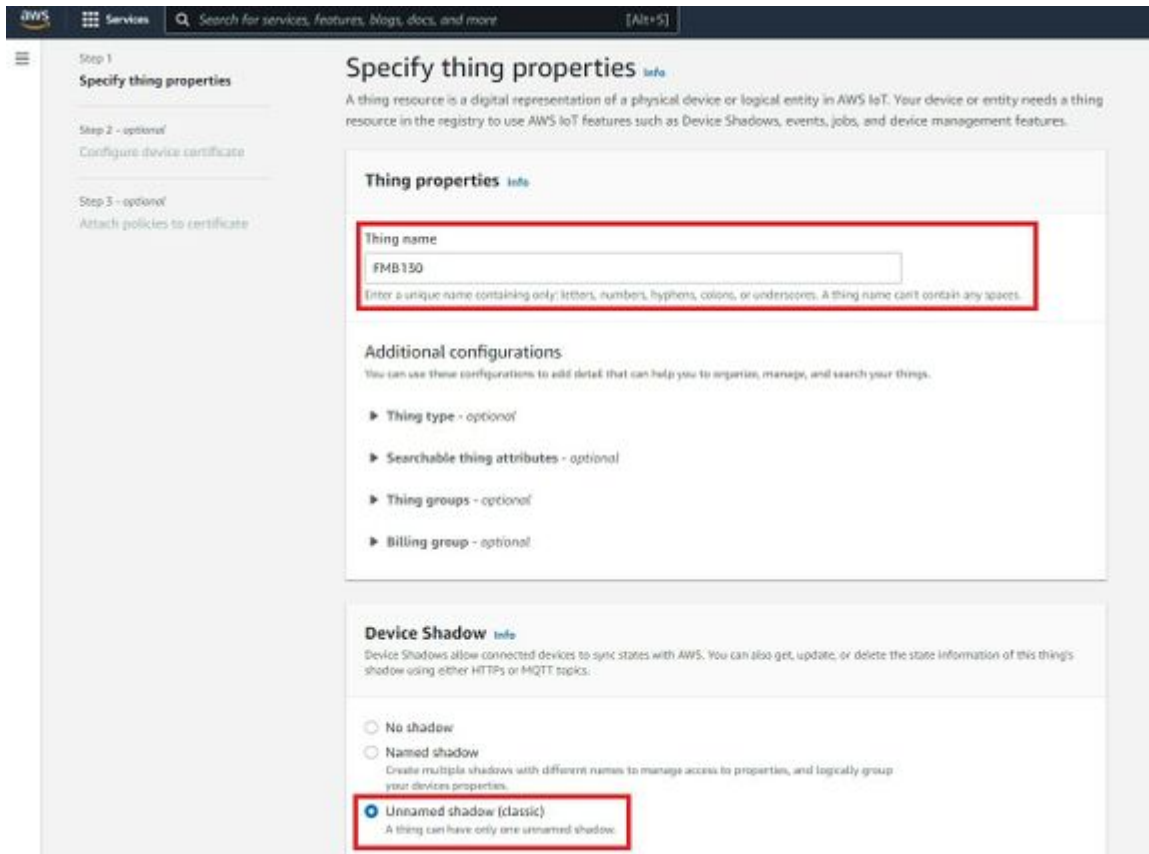 aws
Services
Search for services, features, blogs, docs, and more
[Alt+S]
Step 1
Specify thing properties
Step 2 - optional
Configure device certificate
Step 3 - optional
Attach policies to certificate
Specify thing properties Info
A thing resource is a digital representation of a physical device or logical entity in AWS IoT. Your device or entity needs a thing
resource in the registry to use AWS IoT features such as Device Shadows, events, jobs, and device management features.
Thing properties Info
Thing name
FMB130
Enter a unique name containing only: letters, numbers, hyphens, colons, or underscores. A thing name can't contain any spaces.
Additional configurations
You can use these configurations to add detail that can help you to organize, manage, and search your things.
Thing type - optional
Searchable thing attributes - optional
Thing groups - optional
Billing group - optional
Device Shadow Info
Device Shadows allow connected devices to sync states with AWS. You can also get, update, or delete the state information of this thing's
shadow using either HTTPs or MQTT topics.
No shadow
Named shadow
Create multiple shadows with different names to manage access to properties, and logically group
your devices properties.
Unnamed shadow (classic)
A thing can have only one unnamed shadow.